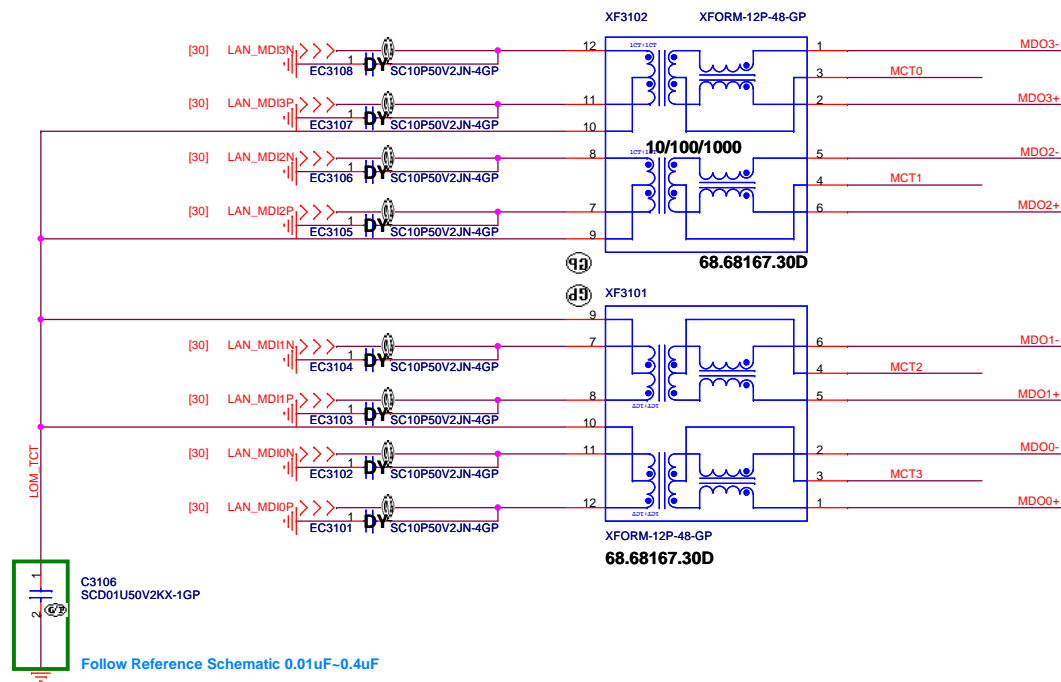 XF3102 XFORM-12P-48-GP
[30] LAN_MDI3N 12 1CT:1CT 1 MDO3-
1 DY
EC3108 SC10P50V2JN-4GP 3 MCT0
[30] LAN_MDI3P 11 2 MDO3+
1 DY
EC3107 SC10P50V2JN-4GP
10
10/100/1000
[30] LAN_MDI2N 8 1CT:1CT 5 MDO2-
1 DY
EC3106 SC10P50V2JN-4GP 4 MCT1
[30] LAN_MDI2P 7 6 MDO2+
1 DY
EC3105 SC10P50V2JN-4GP
9
GP 68.68167.30D
GP XF3101
9
[30] LAN_MDI1N 7 6 MDO1-
1 DY
EC3104 SC10P50V2JN-4GP 4 MCT2
[30] LAN_MDI1P 8 5 MDO1+
1 DY
EC3103 SC10P50V2JN-4GP 1CT:1CT
10
[30] LAN_MDI0N 11 2 MDO0-
1 DY
EC3102 SC10P50V2JN-4GP 3 MCT3
[30] LAN_MDI0P 12 1 MDO0+
1 DY
EC3101 SC10P50V2JN-4GP 1CT:1CT
LOM_TCT
XFORM-12P-48-GP
68.68167.30D
1
C3106
SCD01U50V2KX-1GP
2
Follow Reference Schematic 0.01uF~0.4uF